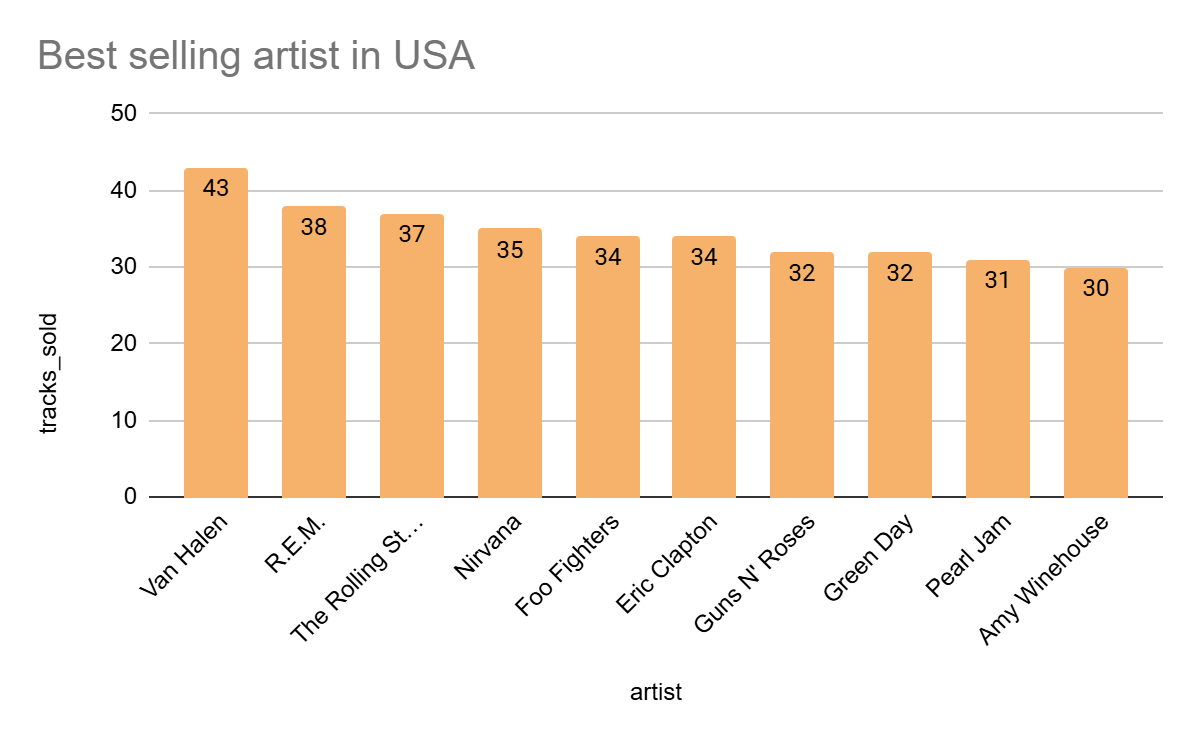 Best selling artist in USA
50
40
30
20
10
0
tracks_sold
43
38
37
35
34
34
32
32
31
30
Van Halen
R.E.M.
The Rolling St...
Nirvana
Foo Fighters
Eric Clapton
Guns N' Roses
Green Day
Pearl Jam
Amy Winehouse
artist